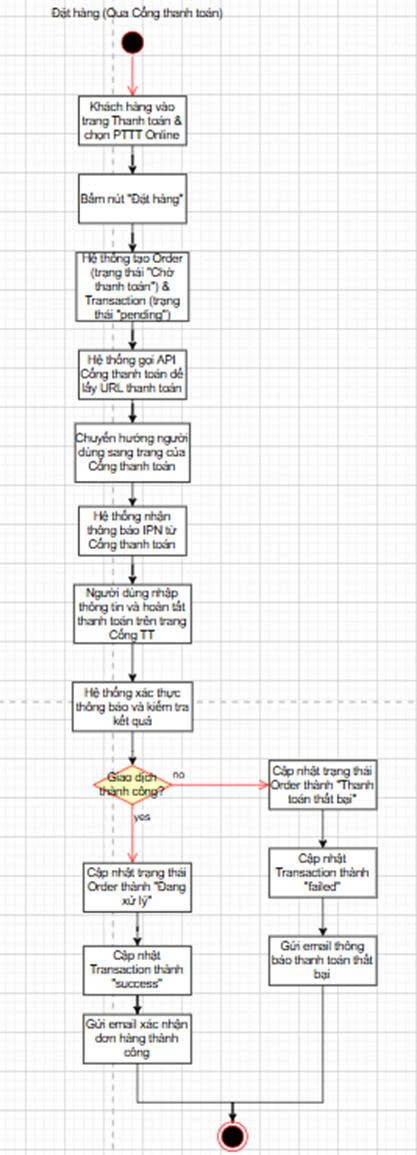 Đặt hàng (Qua Cổng thanh toán)
Khách hàng vào
trang Thanh toán &
chọn PTTT Online
Bấm nút "Đặt hàng"
Hệ thống tạo Order
(trạng thái "Chờ
thanh toán") &
Transaction (trạng
thái "pending")
Hệ thống gọi API
Cổng thanh toán để
lấy URL thanh toán
Chuyển hướng người
dùng sang trang của
Cổng thanh toán
Hệ thống nhận
thông báo IPN từ
Cổng thanh toán
Người dùng nhập
thông tin và hoàn tất
thanh toán trên trang
Cổng TT
Hệ thống xác thực
thông báo và kiểm tra
kết quả
Giao dịch
thành công?
no
yes
Cập nhật trạng thái
Order thành "Thanh
toán thất bại"
Cập nhật
Transaction thành
"failed"
Gửi email thông
báo thanh toán thất
bại
Cập nhật trạng thái
Order thành "Đang
xử lý"
Cập nhật
Transaction thành
"success"
Gửi email xác nhận
đơn hàng thành
công